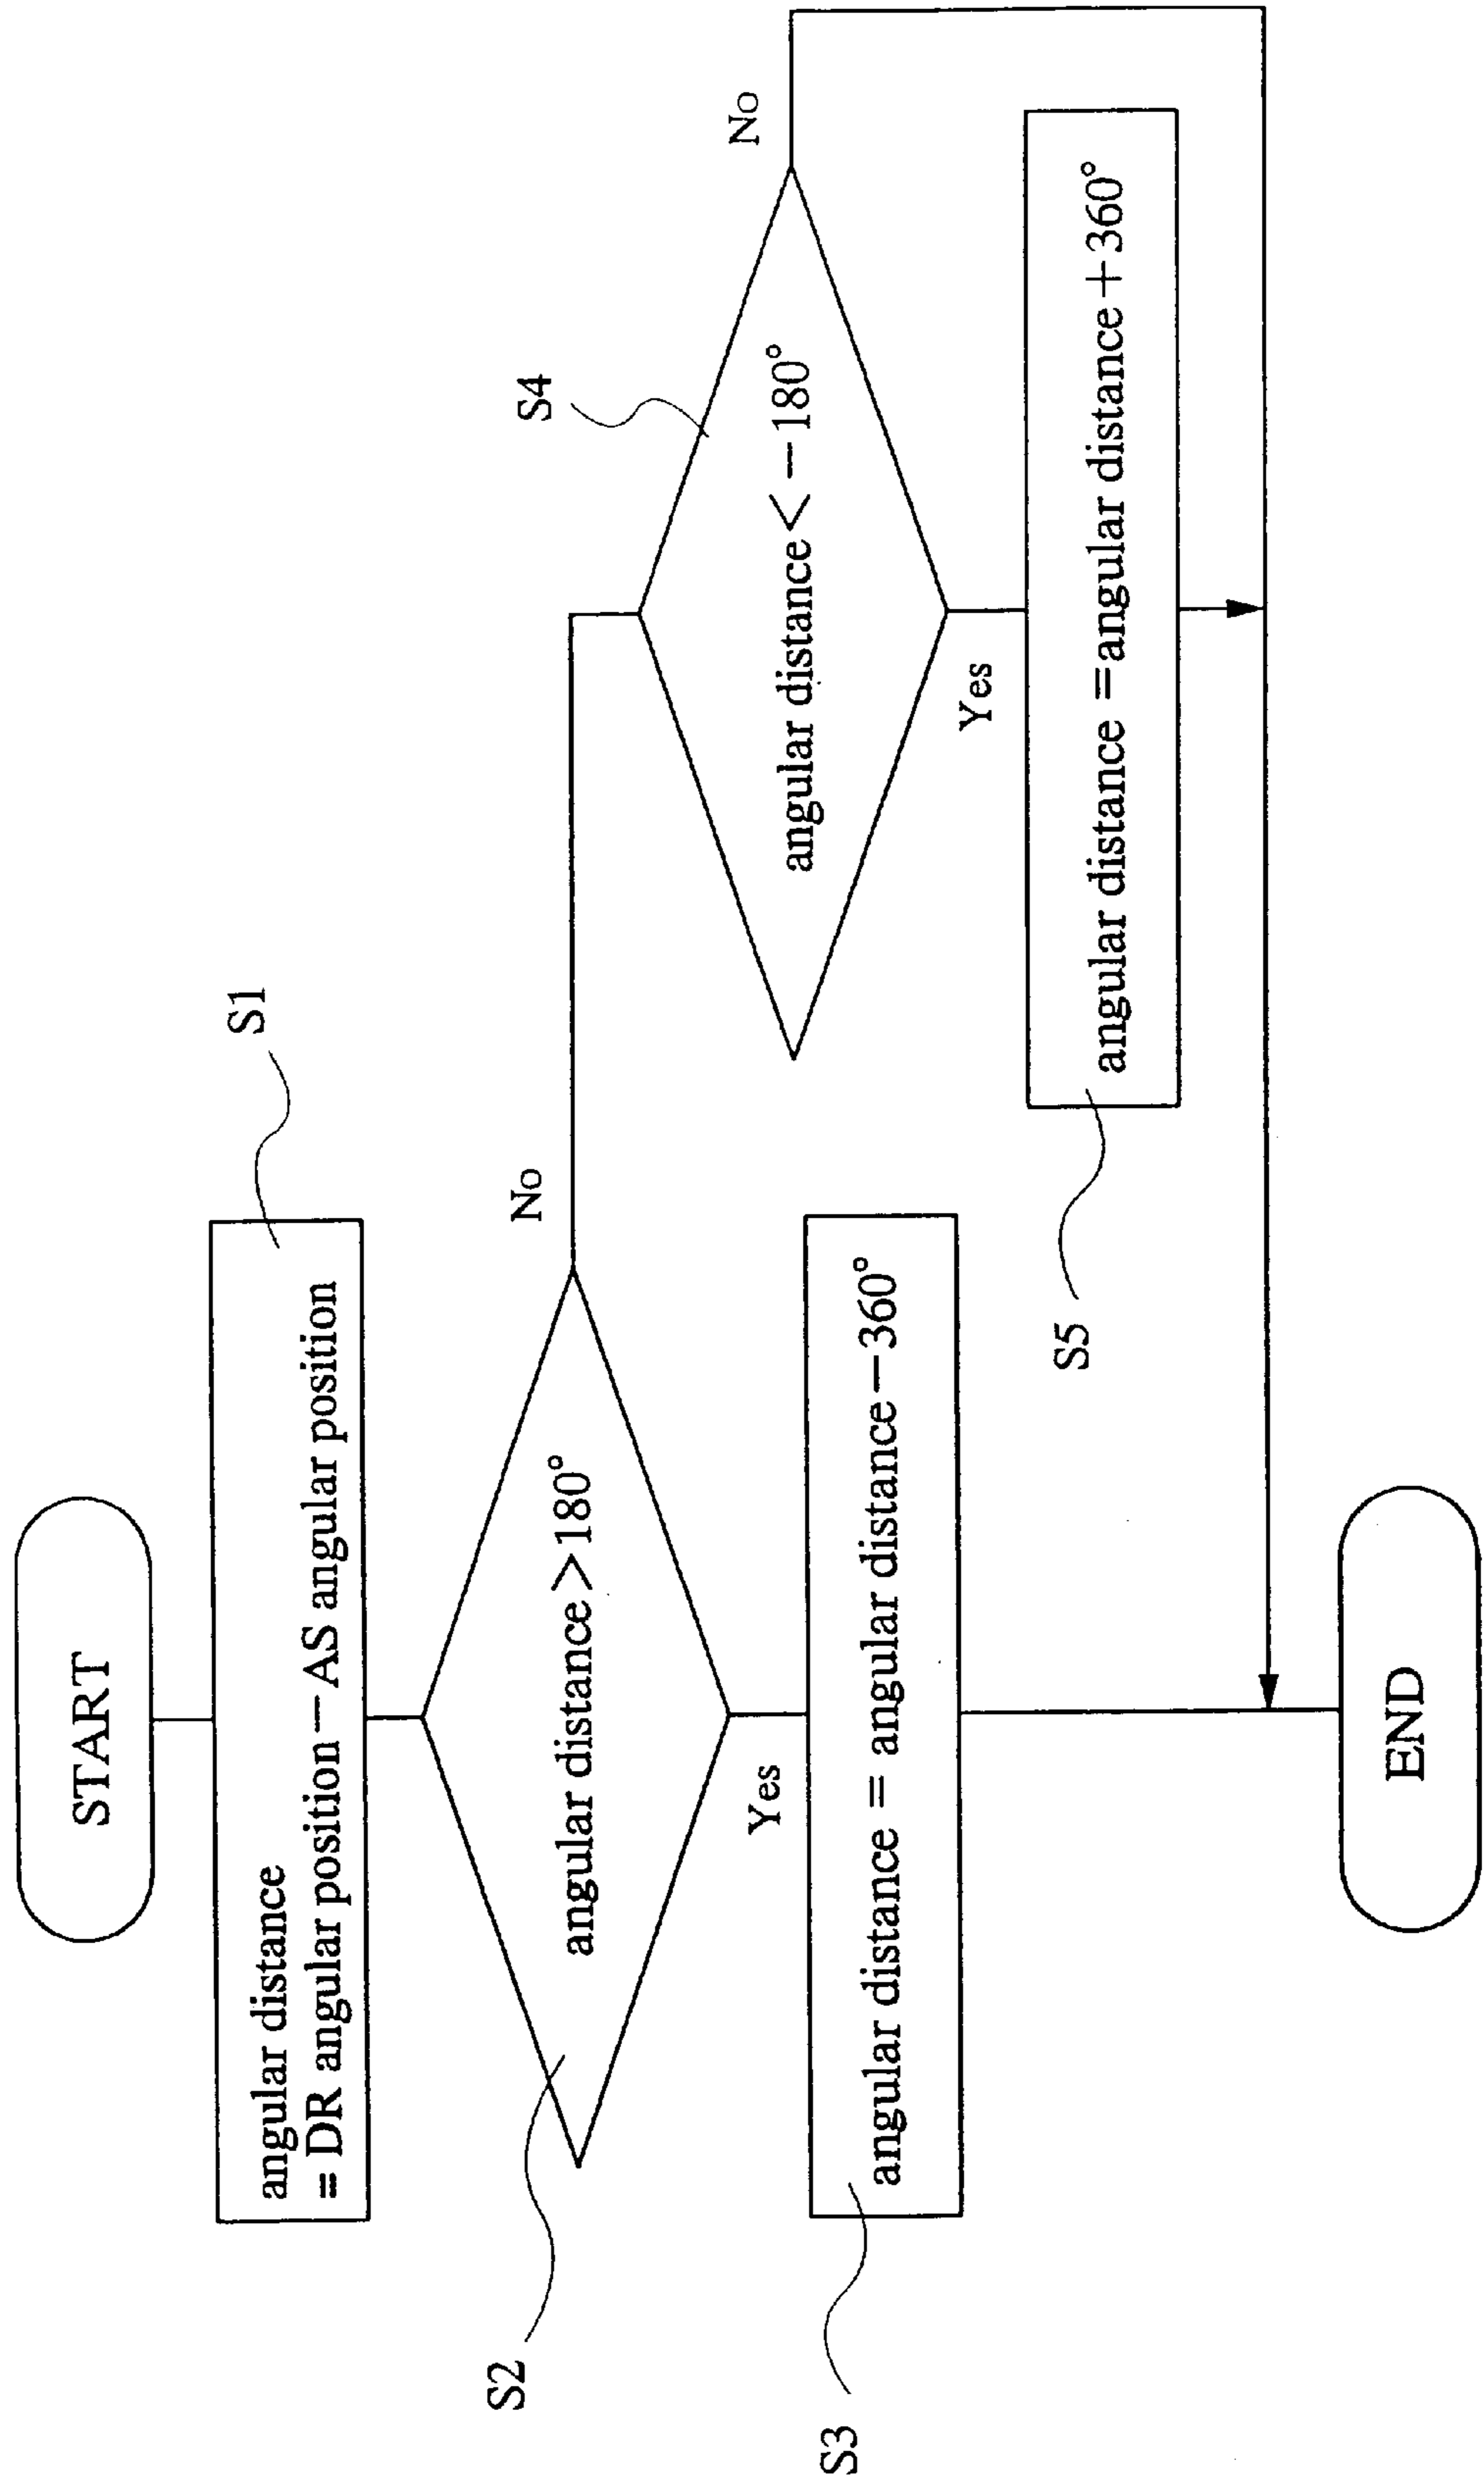 START
S1
angular distance
= DR angular position－AS angular position
S2
angular distance＞180°
No
Yes
S3
angular distance = angular distance－360°
S4
angular distance＜－180°
No
Yes
S5
angular distance =angular distance+360°
END